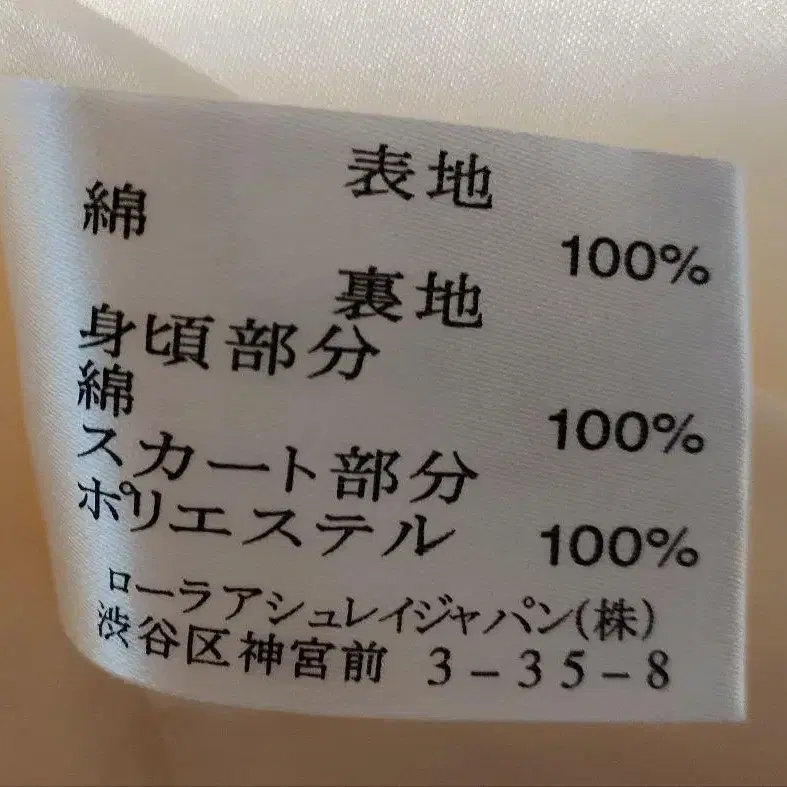 表地
綿 100%
裏地
身頃部分
綿 100%
スカート部分
ポリエステル 100%
ローラアシュレイジャパン(株)
渋谷区神宮前 3-35-8